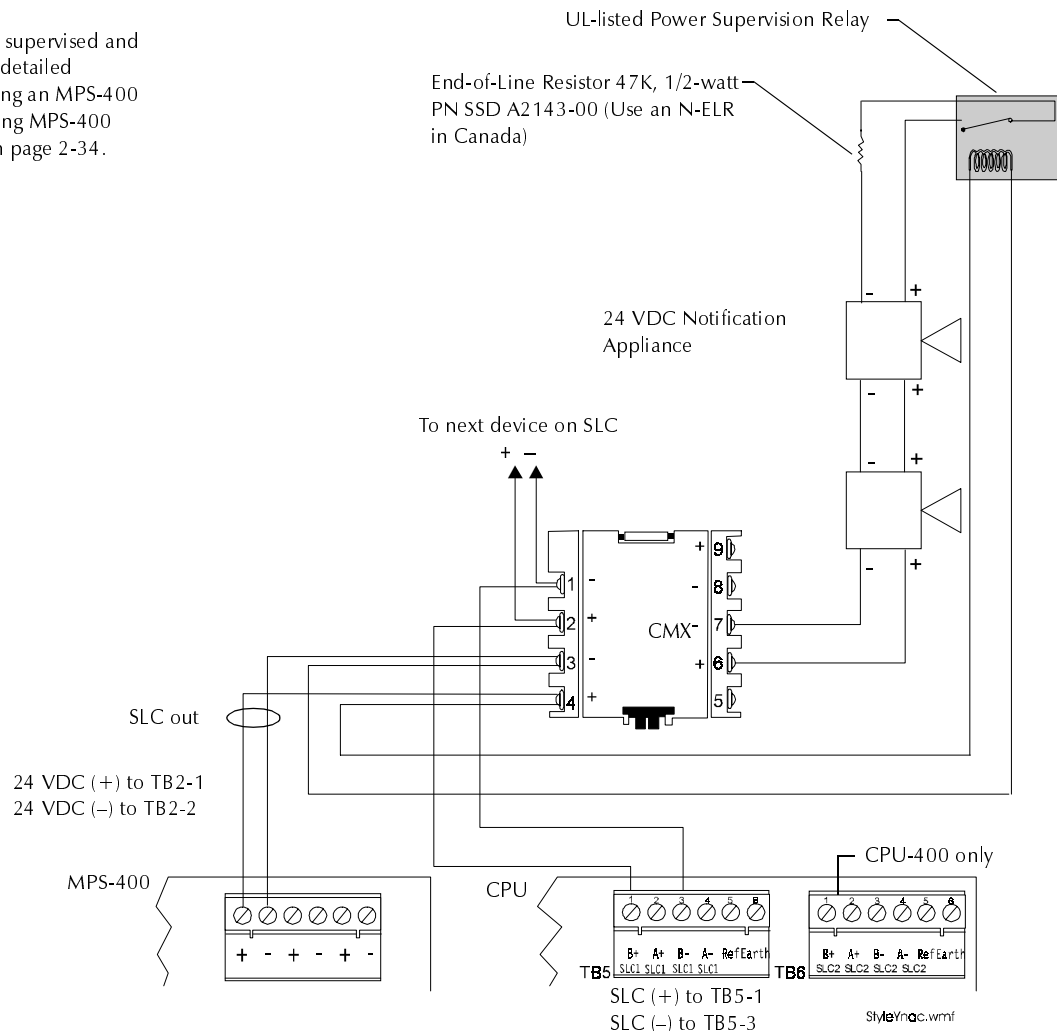 UL-listed Power Supervision Relay
supervised and
detailed
ng an MPS-400
ng MPS-400
n page 2-34.
End-of-Line Resistor 47K, 1/2-watt
PN SSD A2143-00 (Use an N-ELR
in Canada)
- +
24 VDC Notification
Appliance
- +
To next device on SLC
+ –
- +
- +
+ 9
1 - - 8
2 + CMX - 7
3 - + 6
4 + 5
SLC out
24 VDC (+) to TB2-1
24 VDC (–) to TB2-2
CPU-400 only
MPS-400
CPU
1 2 3 4 5 6
1 2 3 4 5 6
+ - + - + -
B+ A+ B- A- Ref Earth
SLC1 SLC1 SLC1 SLC1
TB5
B+ A+ B- A- Ref Earth
SLC2 SLC2 SLC2 SLC2
TB6
SLC (+) to TB5-1
SLC (–) to TB5-3
StyleYnac.wmf